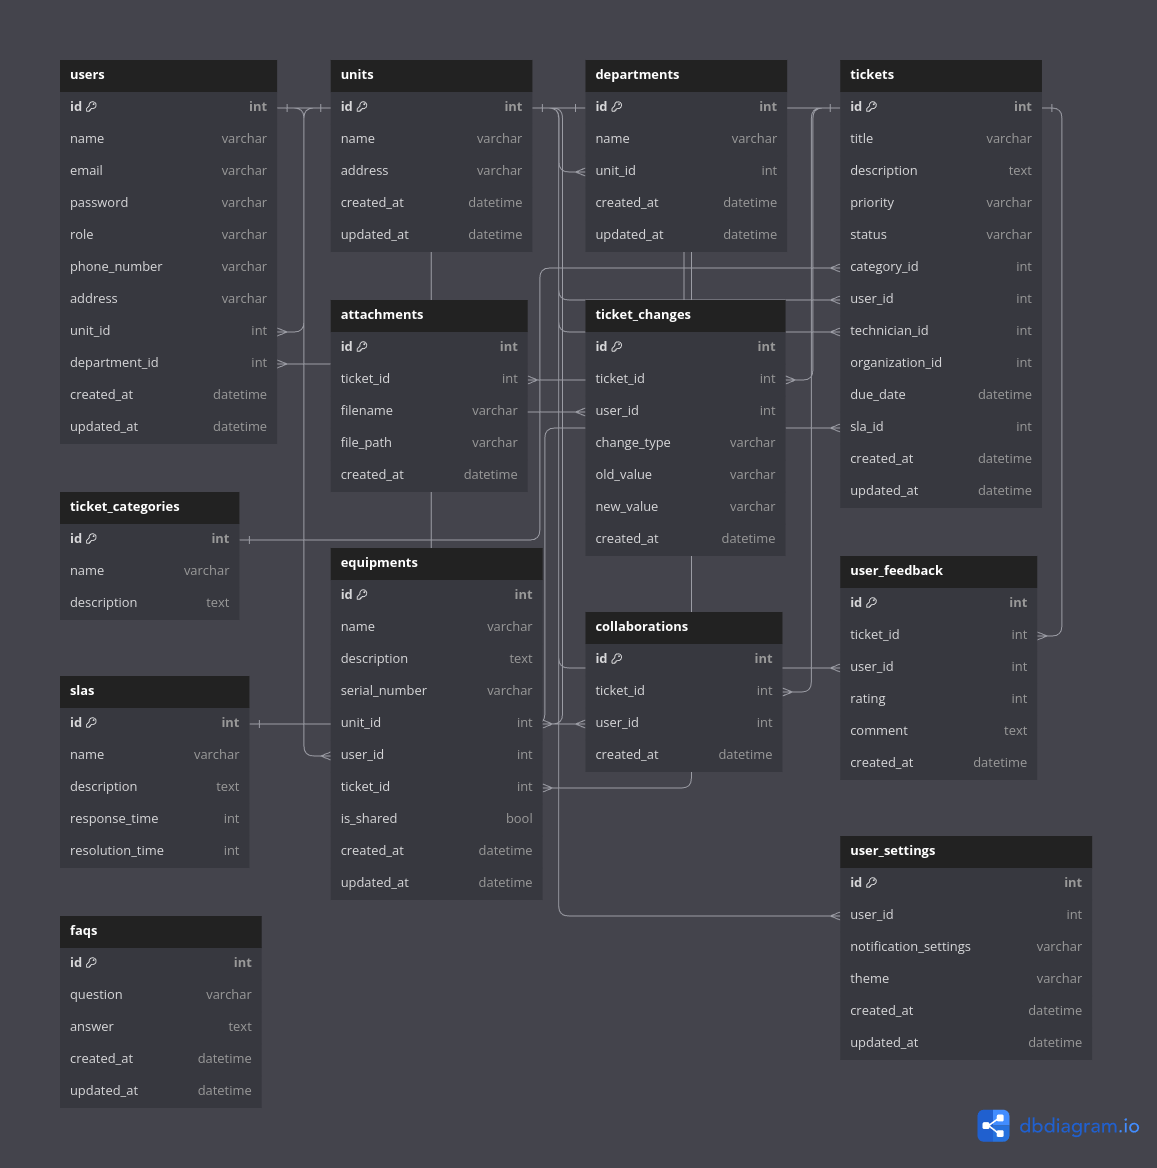 users
id int
name varchar
email varchar
password varchar
role varchar
phone_number varchar
address varchar
unit_id int
department_id int
created_at datetime
updated_at datetime
units
id int
name varchar
address varchar
created_at datetime
updated_at datetime
departments
id int
name varchar
unit_id int
created_at datetime
updated_at datetime
tickets
id int
title varchar
description text
priority varchar
status varchar
category_id int
user_id int
technician_id int
organization_id int
due_date datetime
sla_id int
created_at datetime
updated_at datetime
attachments
id int
ticket_id int
filename varchar
file_path varchar
created_at datetime
ticket_changes
id int
ticket_id int
user_id int
change_type varchar
old_value varchar
new_value varchar
created_at datetime
ticket_categories
id int
name varchar
description text
equipments
id int
name varchar
description text
serial_number varchar
unit_id int
user_id int
ticket_id int
is_shared bool
created_at datetime
updated_at datetime
collaborations
id int
ticket_id int
user_id int
created_at datetime
user_feedback
id int
ticket_id int
user_id int
rating int
comment text
created_at datetime
slas
id int
name varchar
description text
response_time int
resolution_time int
user_settings
id int
user_id int
notification_settings varchar
theme varchar
created_at datetime
updated_at datetime
faqs
id int
question varchar
answer text
created_at datetime
updated_at datetime
dbdiagram.io